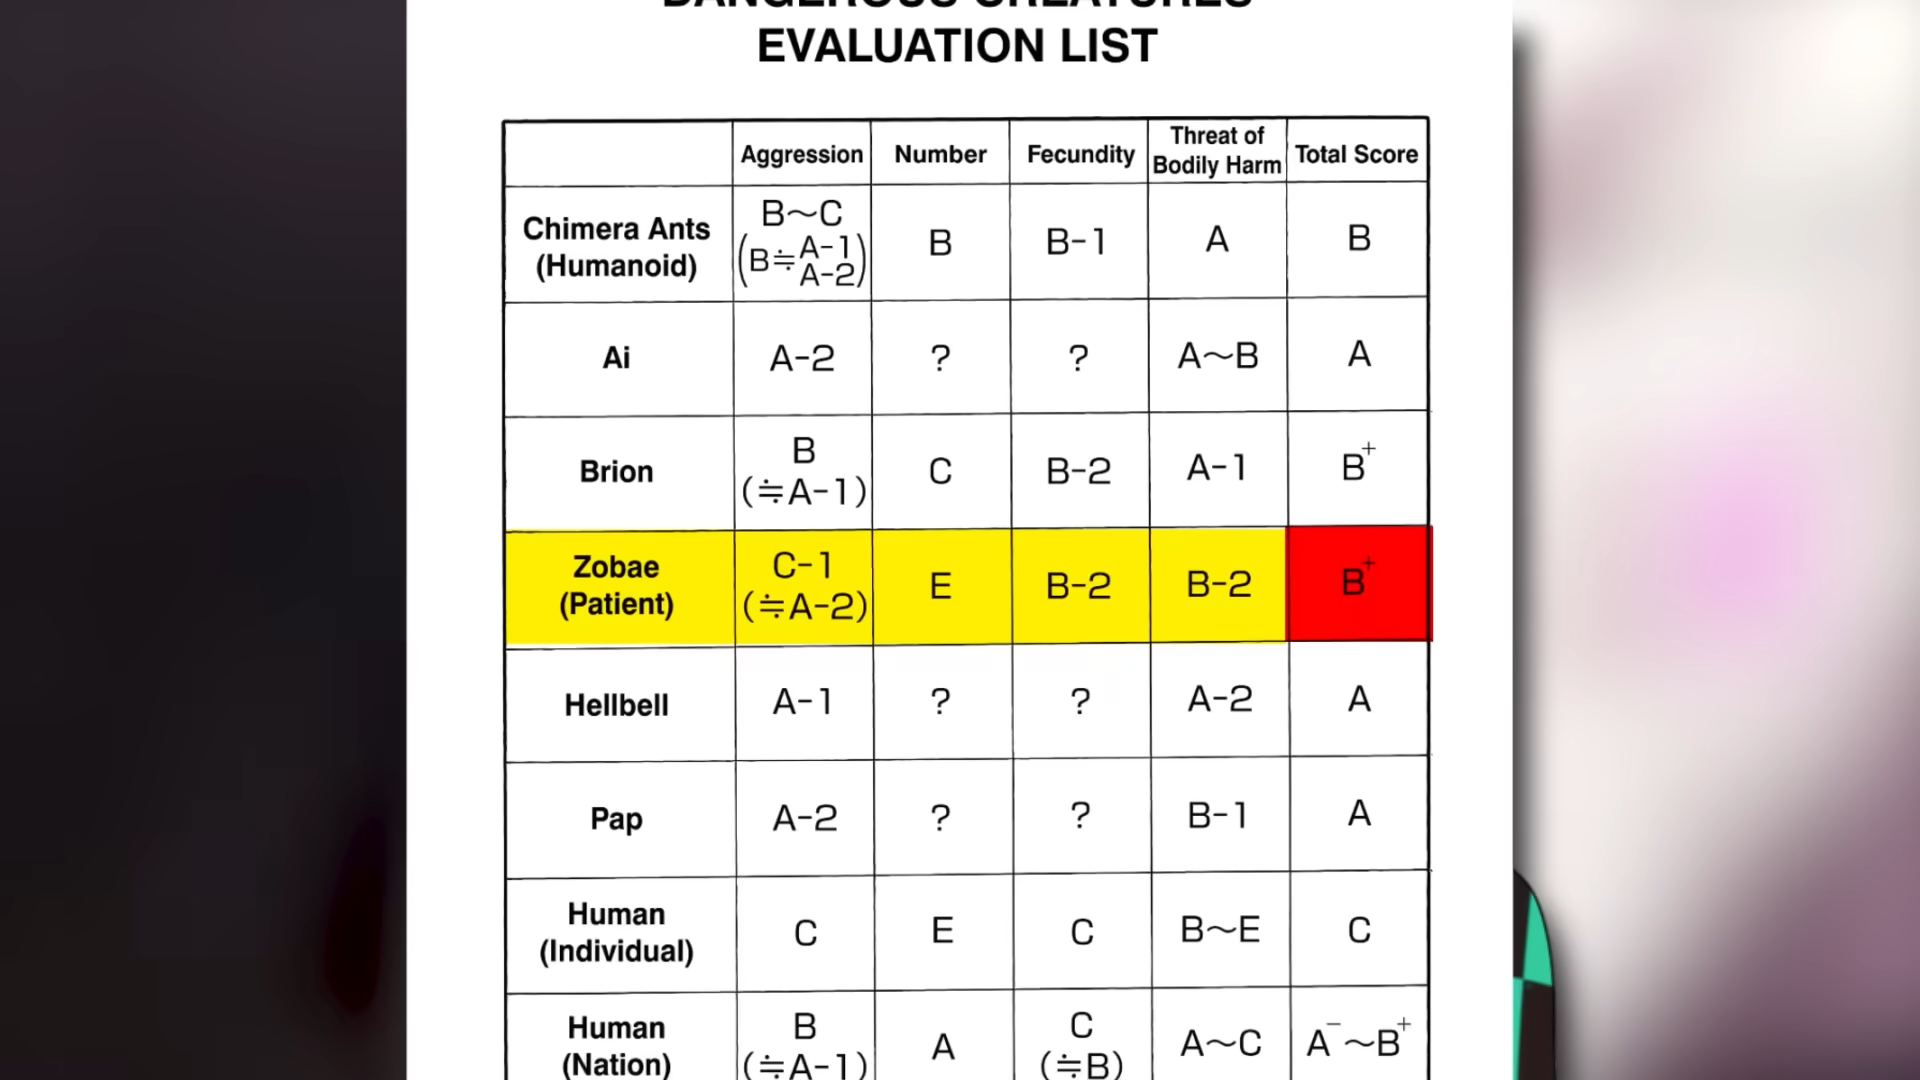 DANGEROUS CREATURES
EVALUATION LIST
Aggression Number Fecundity Threat of Bodily Harm Total Score
Chimera Ants (Humanoid) B~C (B≒A-1 A-2) B B-1 A B
Ai A-2 ? ? A~B A
Brion B (≒A-1) C B-2 A-1 B+
Zobae (Patient) C-1 (≒A-2) E B-2 B-2 B+
Hellbell A-1 ? ? A-2 A
Pap A-2 ? ? B-1 A
Human (Individual) C E C B~E C
Human (Nation) B (≒A-1) A C (≒B) A~C A-~B+